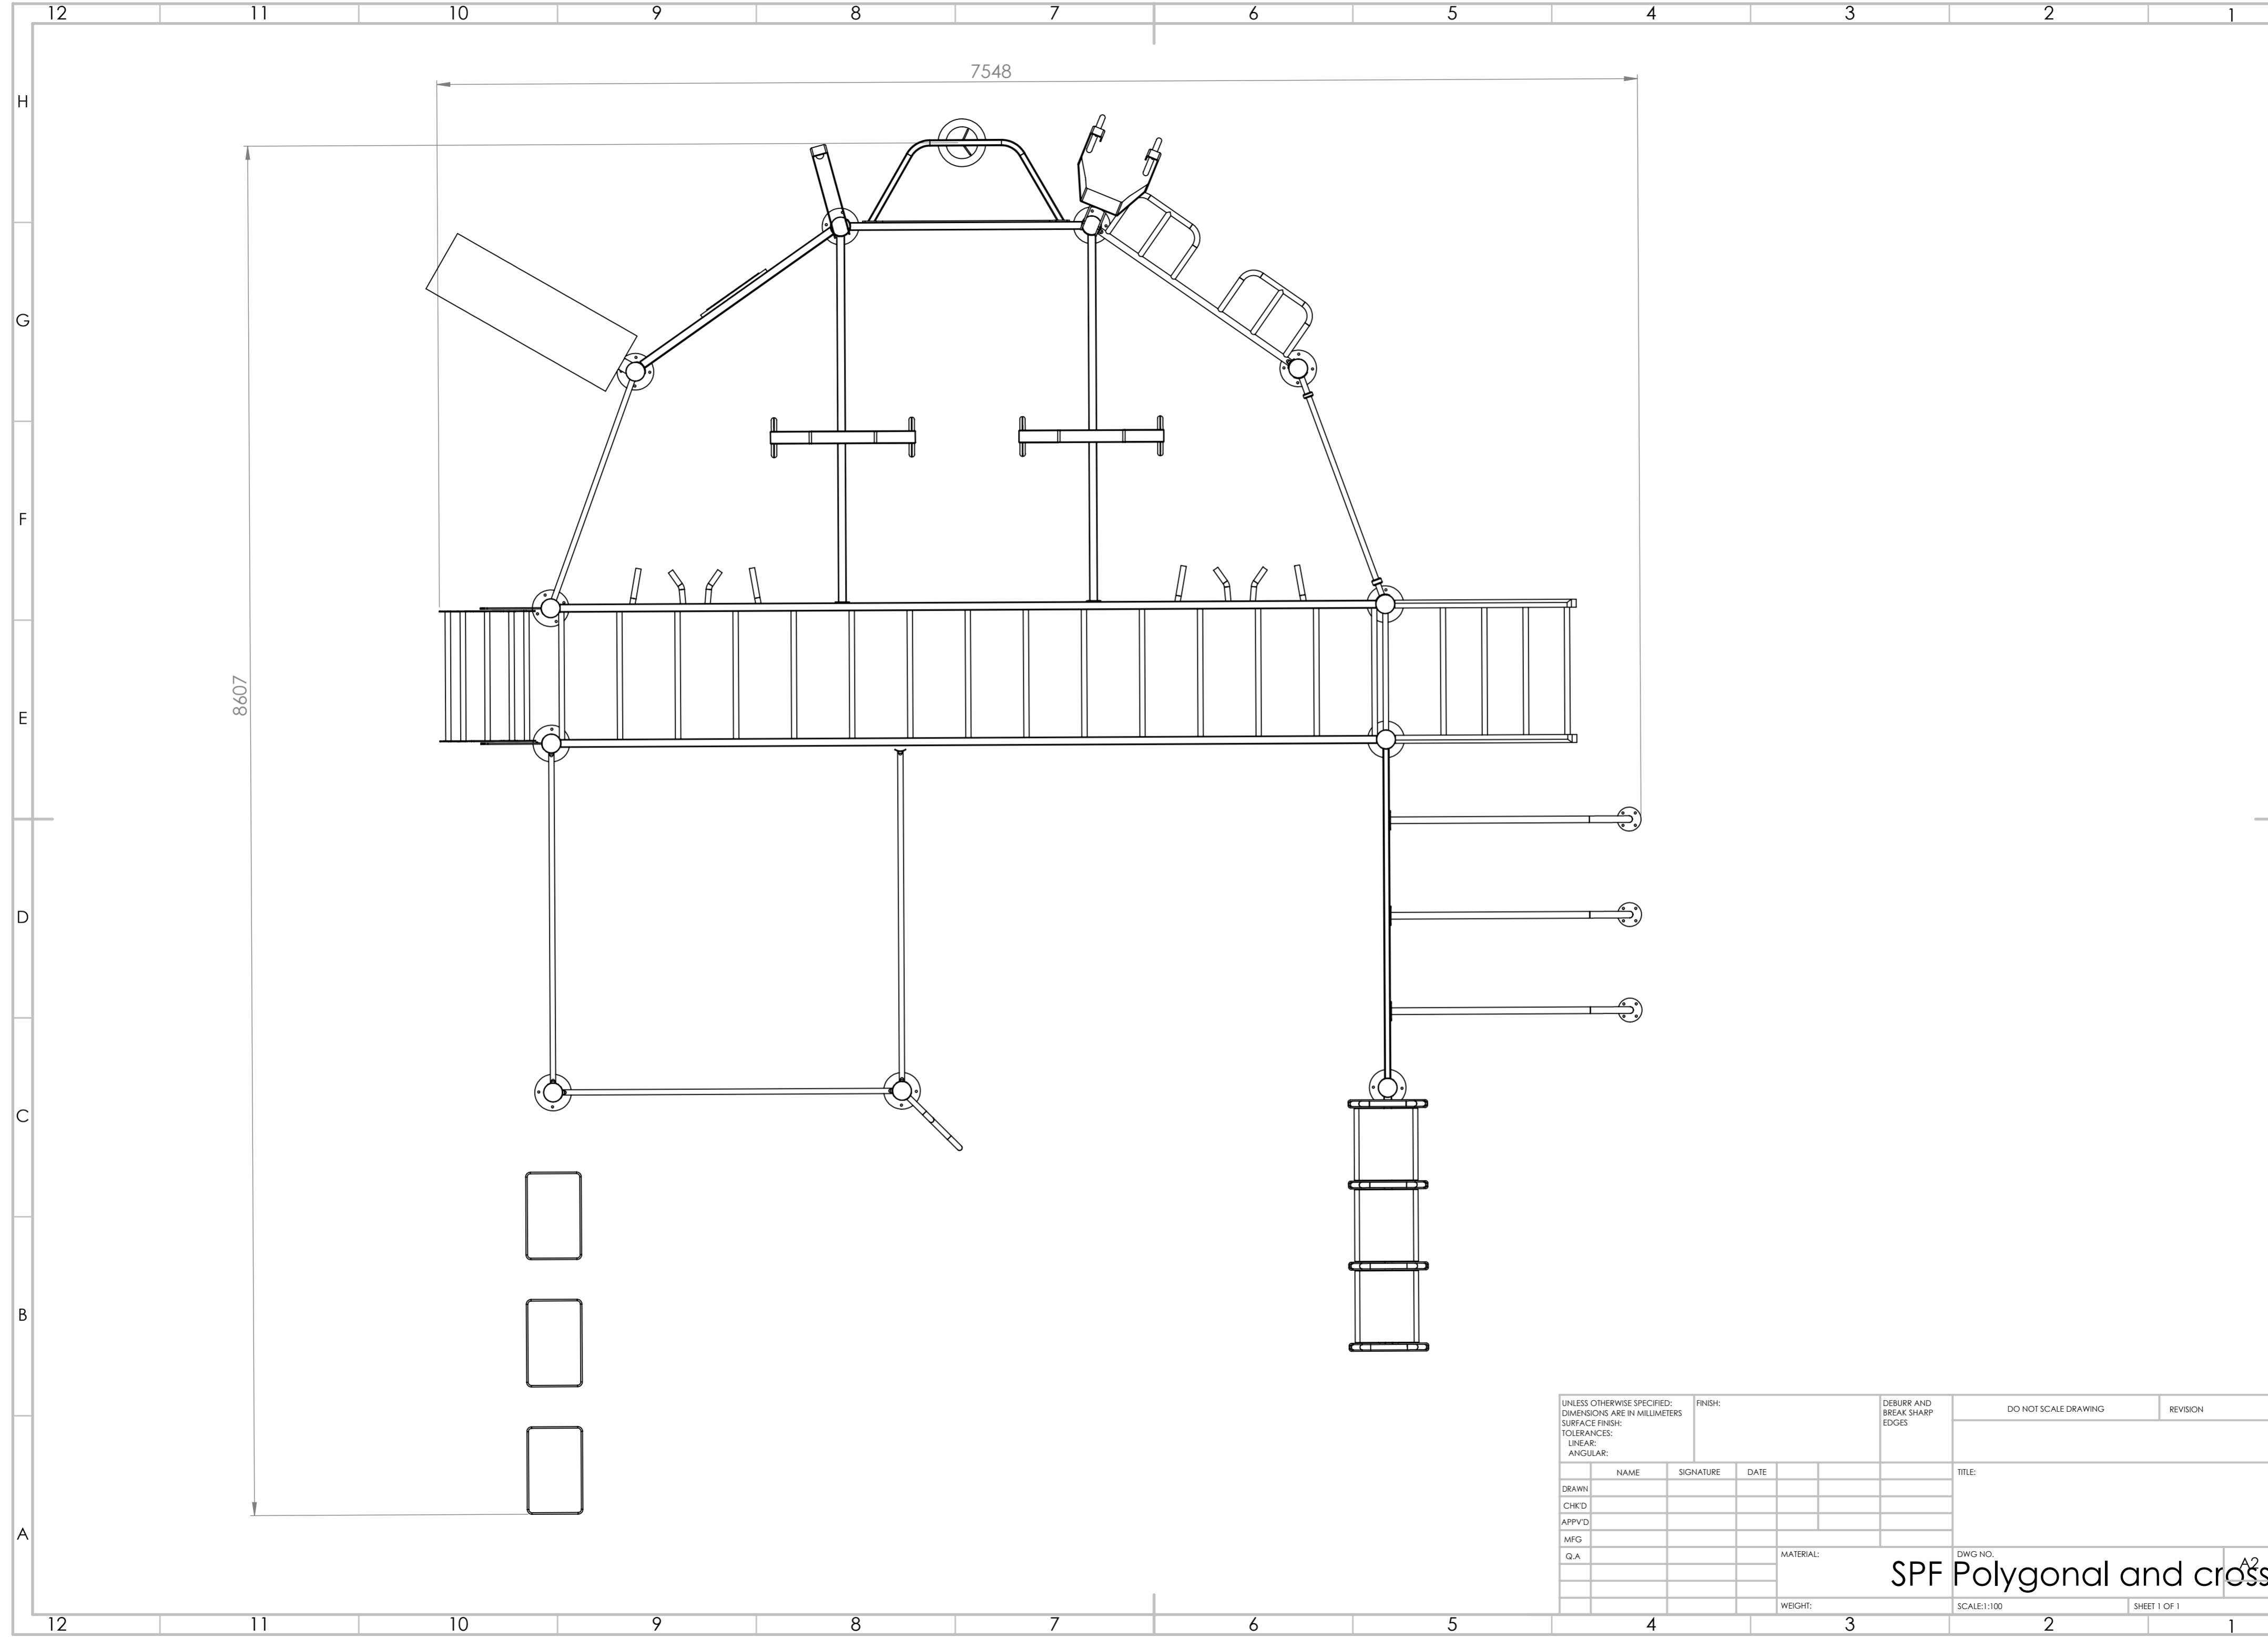 12 11 10 9 8 7 6 5 4 3 2 1
7548
H
G
F
8607
E
D
C
B
A
UNLESS OTHERWISE SPECIFIED:
DIMENSIONS ARE IN MILLIMETERS
SURFACE FINISH:
TOLERANCES:
LINEAR:
ANGULAR:
FINISH:
DEBURR AND
BREAK SHARP
EDGES
DO NOT SCALE DRAWING
REVISION
NAME SIGNATURE DATE
TITLE:
DRAWN
CHK'D
APPV'D
MFG
Q.A
MATERIAL:
DWG NO.
SPF Polygonal and cross
A2
WEIGHT:
SCALE:1:100
SHEET 1 OF 1
12 11 10 9 8 7 6 5 4 3 2 1